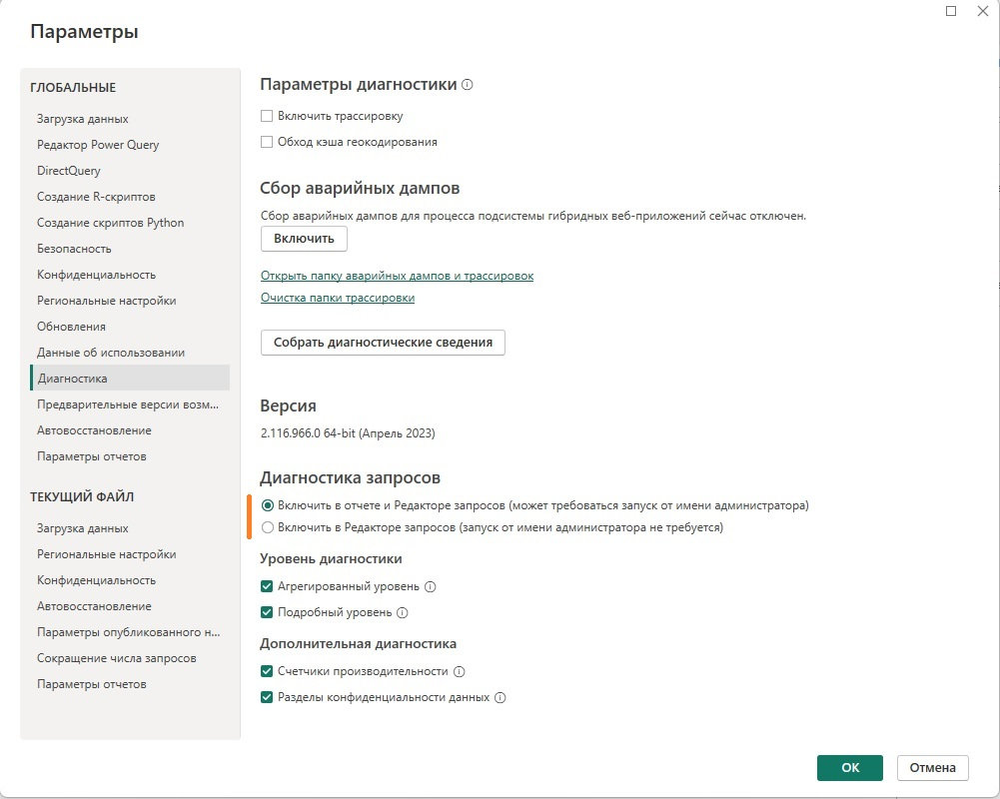 Параметры
ГЛОБАЛЬНЫЕ
Загрузка данных
Редактор Power Query
DirectQuery
Создание R-скриптов
Создание скриптов Python
Безопасность
Конфиденциальность
Региональные настройки
Обновления
Данные об использовании
Диагностика
Предварительные версии возм...
Автовосстановление
Параметры отчетов
ТЕКУЩИЙ ФАЙЛ
Загрузка данных
Региональные настройки
Конфиденциальность
Автовосстановление
Параметры опубликованного н...
Сокращение числа запросов
Параметры отчетов
Параметры диагностики
Включить трассировку
Обход кэша геокодирования
Сбор аварийных дампов
Сбор аварийных дампов для процесса подсистемы гибридных веб-приложений сейчас отключен.
Включить
Открыть папку аварийных дампов и трассировок
Очистка папки трассировки
Собрать диагностические сведения
Версия
2.116.966.0 64-bit (Апрель 2023)
Диагностика запросов
Включить в отчете и Редакторе запросов (может требоваться запуск от имени администратора)
Включить в Редакторе запросов (запуск от имени администратора не требуется)
Уровень диагностики
Агрегированный уровень
Подробный уровень
Дополнительная диагностика
Счетчики производительности
Разделы конфиденциальности данных
ОК
Отмена